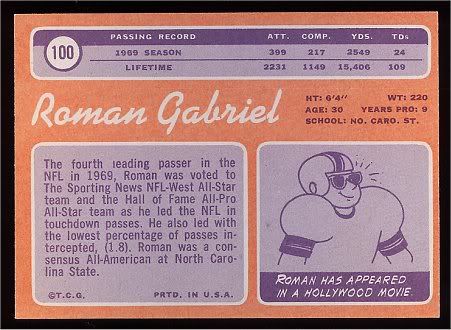 100
PASSING RECORD ATT. COMP. YDS. TDs
1969 SEASON 399 217 2549 24
LIFETIME 2231 1149 15,406 109
Roman Gabriel
HT: 6'4" WT: 220
AGE: 30 YEARS PRO: 9
SCHOOL: NO. CARO. ST.
The fourth leading passer in the
NFL in 1969, Roman was voted to
The Sporting News NFL-West All-Star
team and the Hall of Fame All-Pro
All-Star team as he led the NFL in
touchdown passes. He also led with
the lowest percentage of passes in-
tercepted, (1.8). Roman was a con-
sensus All-American at North Caro-
lina State.
©T.C.G. PRTD. IN U.S.A.
ROMAN HAS APPEARED
IN A HOLLYWOOD MOVIE.